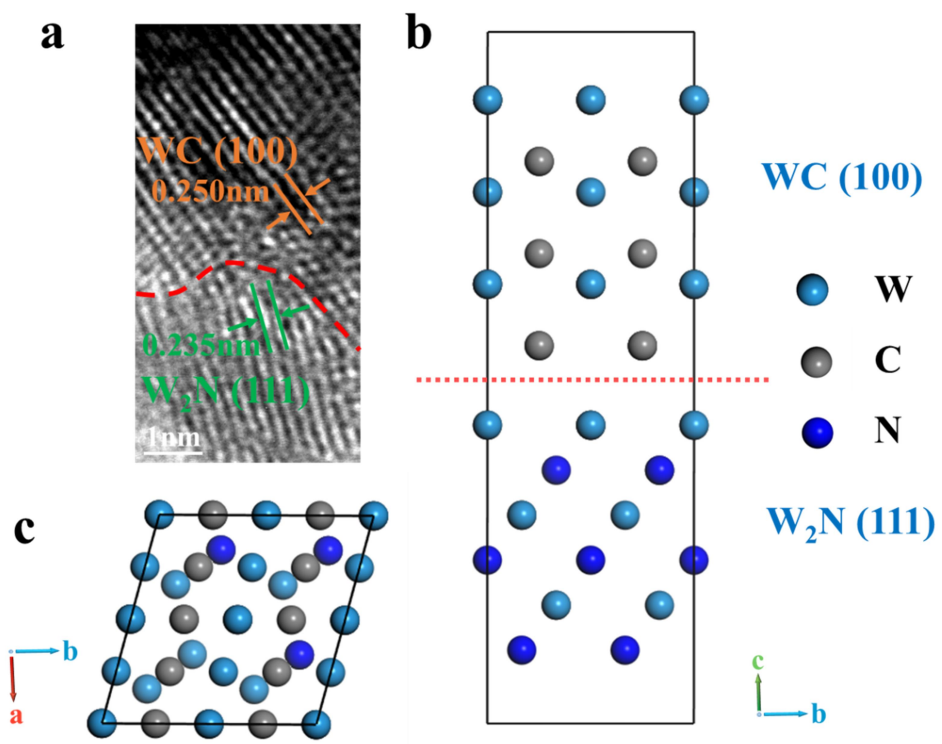 a
WC (100)
0.250nm
0.235nm
W₂N (111)
1nm
b
WC (100)
W
C
N
W₂N (111)
c
b
a
c
b